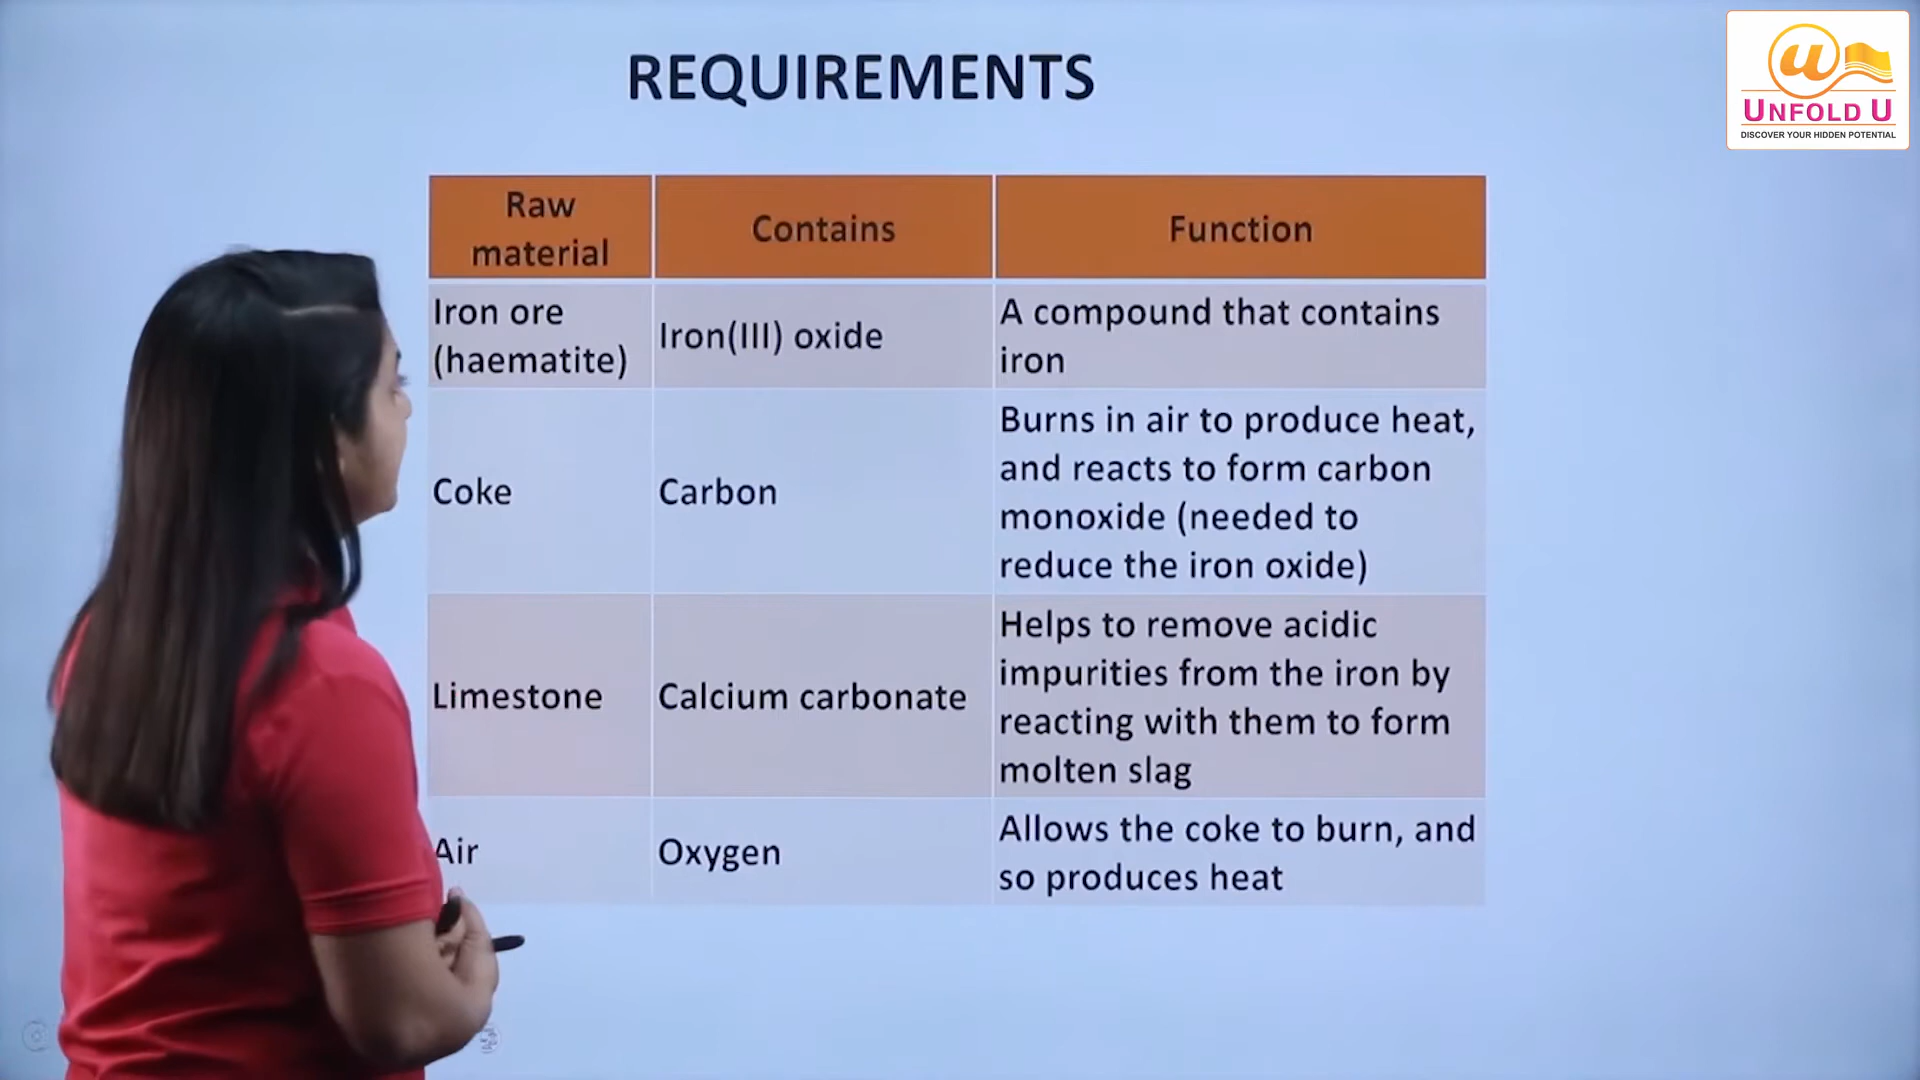 REQUIREMENTS
UNFOLD U
DISCOVER YOUR HIDDEN POTENTIAL
Raw
material
Contains
Function
Iron ore
(haematite)
Iron(III) oxide
A compound that contains
iron
Coke
Carbon
Burns in air to produce heat,
and reacts to form carbon
monoxide (needed to
reduce the iron oxide)
Limestone
Calcium carbonate
Helps to remove acidic
impurities from the iron by
reacting with them to form
molten slag
Air
Oxygen
Allows the coke to burn, and
so produces heat